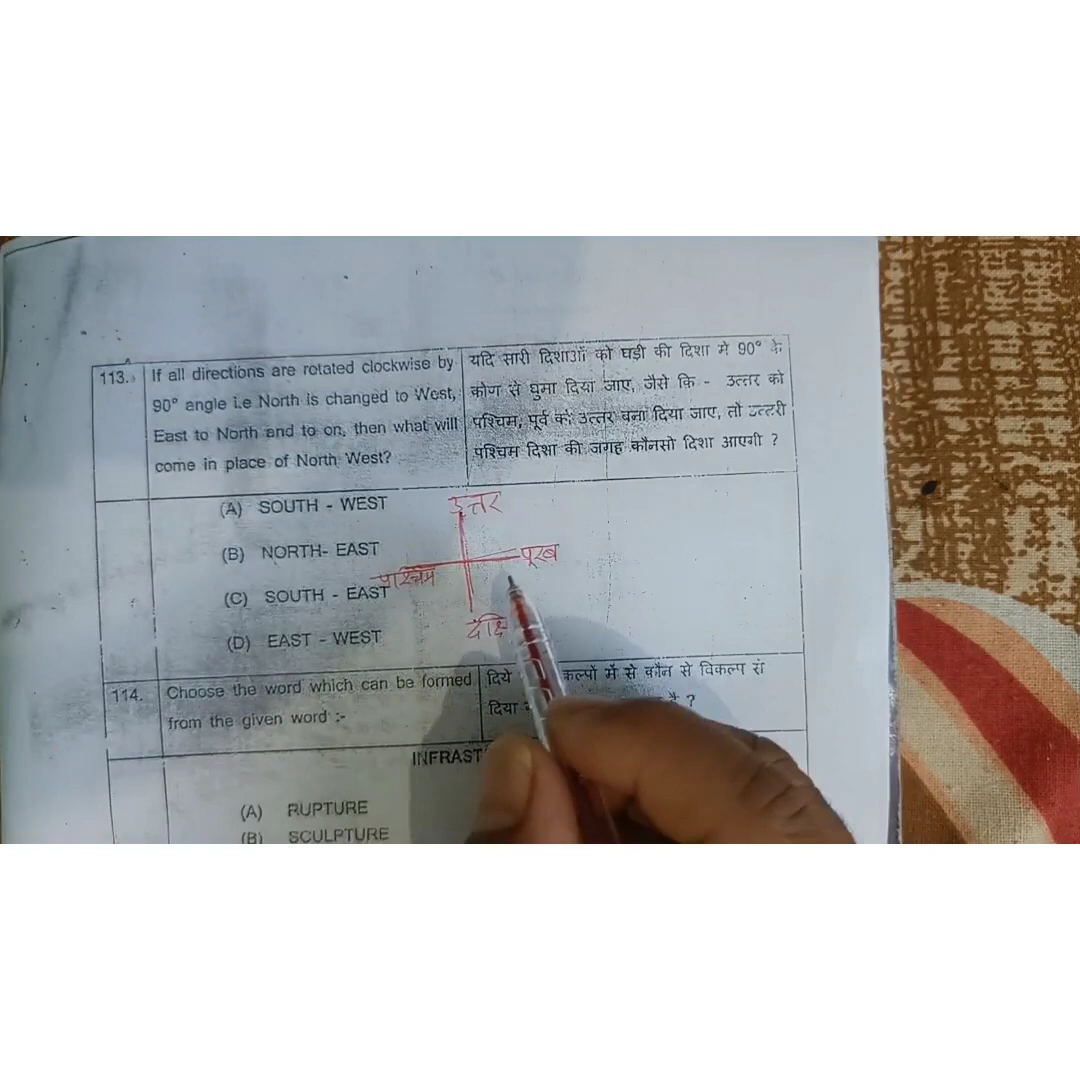 113.
If all directions are rotated clockwise by
90° angle i.e North is changed to West,
East to North and to on, then what will
come in place of North West?
यदि सारी दिशाओं को घड़ी की दिशा मे 90° के
कोण से घुमा दिया जाए, जैसे कि - उत्तर को
पश्चिम, पूर्व को उत्तर बना दिया जाए, तो उत्तरी
पश्चिम दिशा की जगह कौनसी दिशा आएगी ?
(A) SOUTH - WEST
(B) NORTH- EAST
(C) SOUTH - EAST
(D) EAST - WEST
उत्तर
पूरब
पश्चिम
दक्षि
114.
Choose the word which can be formed
from the given word :-
दिये कल्पों में से कौन से विकल्प
दिया है ?
INFRAST
(A) RUPTURE
(B) SCULPTURE